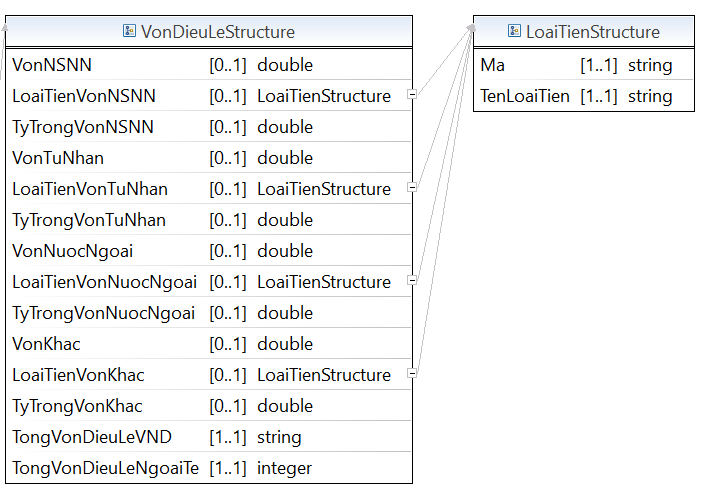 VonDieuLeStructure
VonNSNN [0..1] double
LoaiTienVonNSNN [0..1] LoaiTienStructure
TyTrongVonNSNN [0..1] double
VonTuNhan [0..1] double
LoaiTienVonTuNhan [0..1] LoaiTienStructure
TyTrongVonTuNhan [0..1] double
VonNuocNgoai [0..1] double
LoaiTienVonNuocNgoai [0..1] LoaiTienStructure
TyTrongVonNuocNgoai [0..1] double
VonKhac [0..1] double
LoaiTienVonKhac [0..1] LoaiTienStructure
TyTrongVonKhac [0..1] double
TongVonDieuLeVND [1..1] string
TongVonDieuLeNgoaiTe [1..1] integer
LoaiTienStructure
Ma [1..1] string
TenLoaiTien [1..1] string